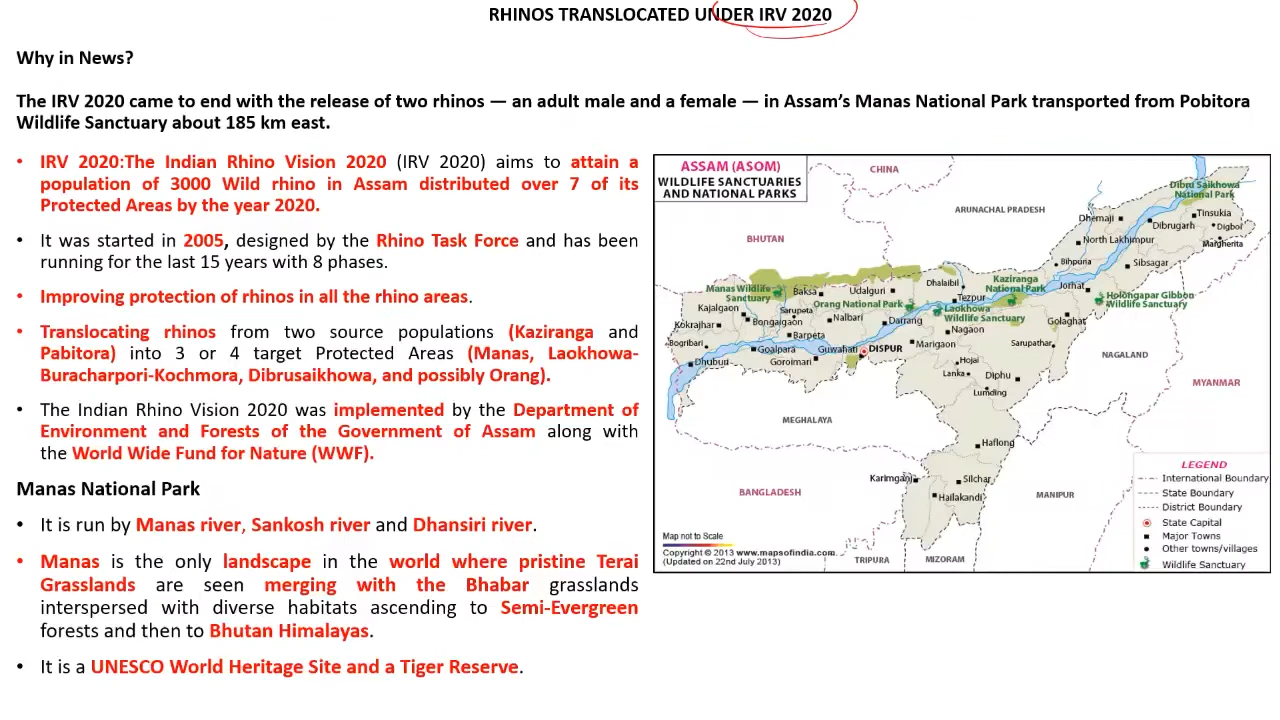 RHINOS TRANSLOCATED UNDER IRV 2020
Why in News?
The IRV 2020 came to end with the release of two rhinos — an adult male and a female — in Assam's Manas National Park transported from Pobitora
Wildlife Sanctuary about 185 km east.
• IRV 2020:The Indian Rhino Vision 2020 (IRV 2020) aims to attain a
population of 3000 Wild rhino in Assam distributed over 7 of its
Protected Areas by the year 2020.
• It was started in 2005, designed by the Rhino Task Force and has been
running for the last 15 years with 8 phases.
• Improving protection of rhinos in all the rhino areas.
• Translocating rhinos from two source populations (Kaziranga and
Pabitora) into 3 or 4 target Protected Areas (Manas, Laokhowa-
Buracharpori-Kochmora, Dibrusaikhowa, and possibly Orang).
• The Indian Rhino Vision 2020 was implemented by the Department of
Environment and Forests of the Government of Assam along with
the World Wide Fund for Nature (WWF).
Manas National Park
• It is run by Manas river, Sankosh river and Dhansiri river.
• Manas is the only landscape in the world where pristine Terai
Grasslands are seen merging with the Bhabar grasslands
interspersed with diverse habitats ascending to Semi-Evergreen
forests and then to Bhutan Himalayas.
• It is a UNESCO World Heritage Site and a Tiger Reserve.
ASSAM (ASOM)
WILDLIFE SANCTUARIES
AND NATIONAL PARKS
CHINA
ARUNACHAL PRADESH
BHUTAN
Dibru Saikhowa
National Park
Dhemaji
Tinsukia
Dibrugarh
Digboi
North Lakhimpur
Margherita
Bihpuria
Sibsagar
Kaziranga
National Park
Jorhat
Holongapar Gibbon
Wildlife Sanctuary
Dhalaibil
Tezpur
Laokhowa
Wildlife Sanctuary
Golaghat
Manas Wildlife
Sanctuary
Baksa
Udalguri
Orang National Park
Kajalgaon
Sarupeta
Bongaigaon
Nalbari
Darrang
Nagaon
Kokrajhar
Barpeta
Marigaon
Sarupathar
Bogribari
Goalpara
Guwahati
DISPUR
Dhuburi
Goroimari
Hojai
Lanka
Diphu
Lumding
NAGALAND
MYANMAR
MEGHALAYA
Haflong
Karimganj
Silchar
Hailakandi
BANGLADESH
MANIPUR
TRIPURA
MIZORAM
Map not to Scale
Copyright © 2013 www.mapsofindia.com
(Updated on 22nd July 2013)
LEGEND
International Boundary
State Boundary
District Boundary
State Capital
Major Towns
Other towns/villages
Wildlife Sanctuary